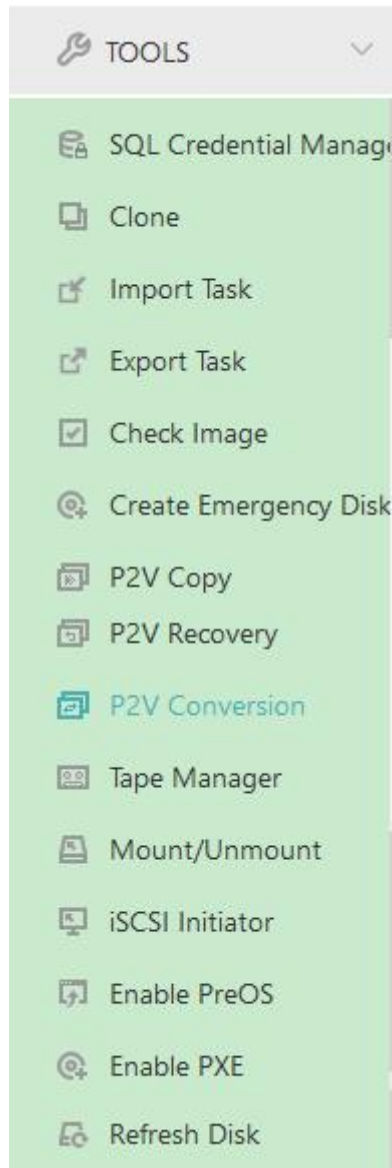 TOOLS
SQL Credential Manag
Clone
Import Task
Export Task
Check Image
Create Emergency Disk
P2V Copy
P2V Recovery
P2V Conversion
Tape Manager
Mount/Unmount
iSCSI Initiator
Enable PreOS
Enable PXE
Refresh Disk